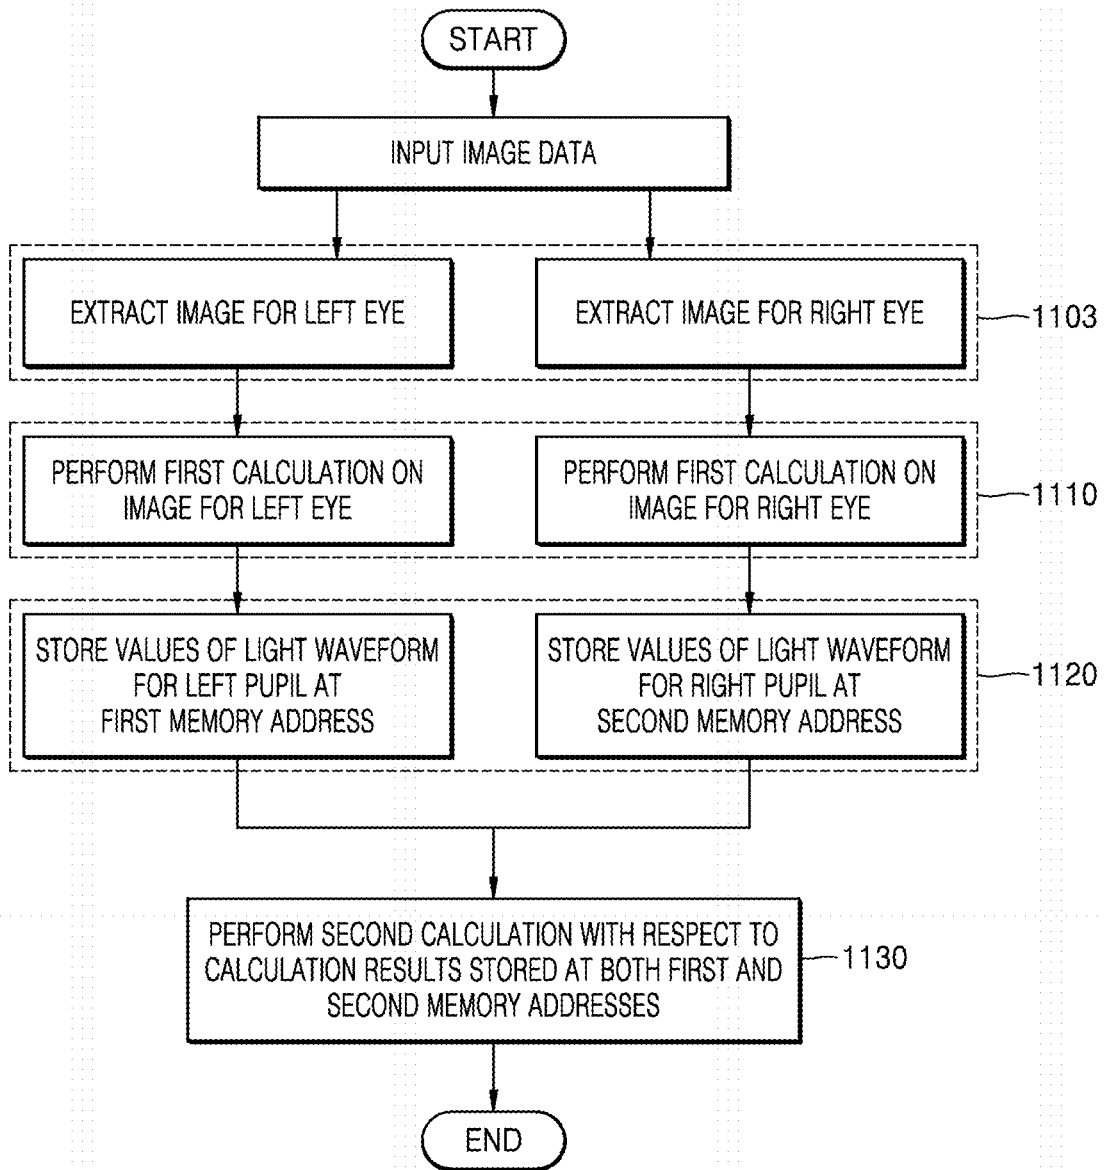 START
INPUT IMAGE DATA
EXTRACT IMAGE FOR LEFT EYE
EXTRACT IMAGE FOR RIGHT EYE
1103
PERFORM FIRST CALCULATION ON
IMAGE FOR LEFT EYE
PERFORM FIRST CALCULATION ON
IMAGE FOR RIGHT EYE
1110
STORE VALUES OF LIGHT WAVEFORM
FOR LEFT PUPIL AT
FIRST MEMORY ADDRESS
STORE VALUES OF LIGHT WAVEFORM
FOR RIGHT PUPIL AT
SECOND MEMORY ADDRESS
1120
PERFORM SECOND CALCULATION WITH RESPECT TO
CALCULATION RESULTS STORED AT BOTH FIRST AND
SECOND MEMORY ADDRESSES
1130
END